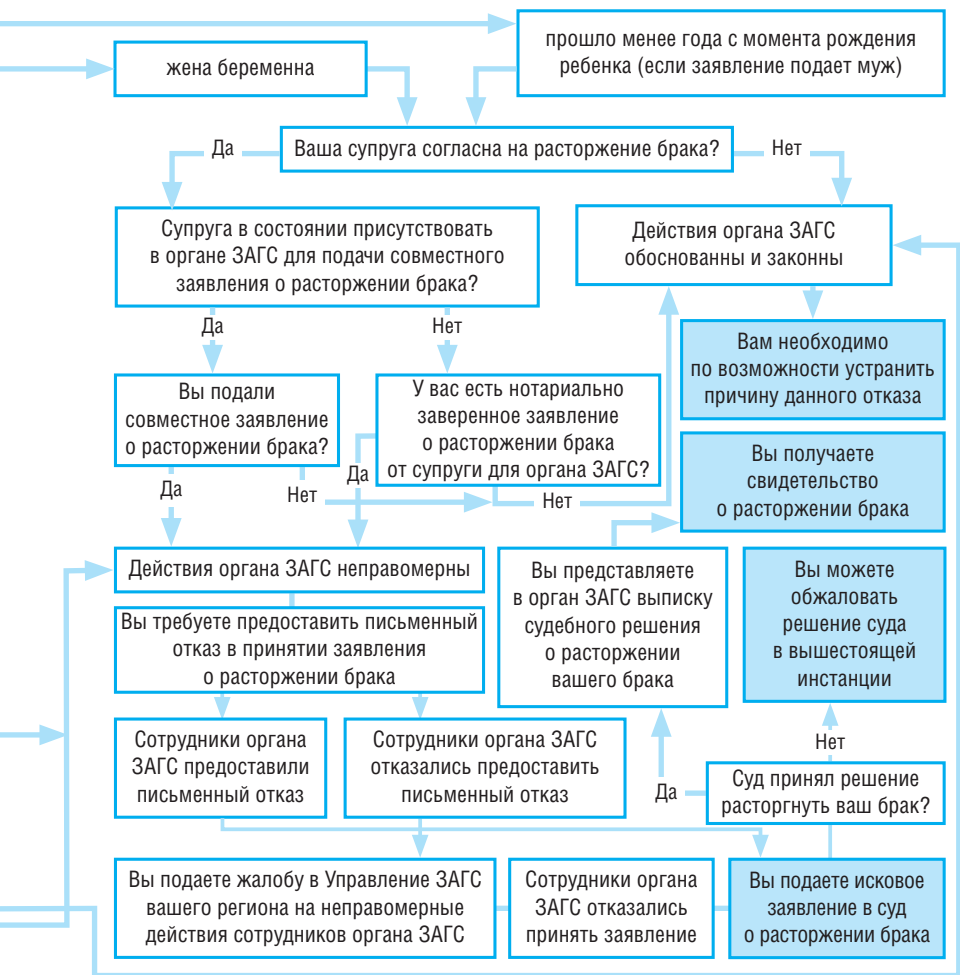 прошло менее года с момента рождения
ребенка (если заявление подает муж)
жена беременна
Да
Ваша супруга согласна на расторжение брака?
Нет
Супруга в состоянии присутствовать
в органе ЗАГС для подачи совместного
заявления о расторжении брака?
Действия органа ЗАГС
обоснованны и законны
Да
Нет
Вам необходимо
по возможности устранить
причину данного отказа
Вы подали
совместное заявление
о расторжении брака?
У вас есть нотариально
заверенное заявление
о расторжении брака
от супруги для органа ЗАГС?
Вы получаете
свидетельство
о расторжении брака
Да
Нет
Да
Нет
Действия органа ЗАГС неправомерны
Вы требуете предоставить письменный
отказ в принятии заявления
о расторжении брака
Вы представляете
в орган ЗАГС выписку
судебного решения
о расторжении
вашего брака
Вы можете
обжаловать
решение суда
в вышестоящей
инстанции
Сотрудники органа
ЗАГС предоставили
письменный отказ
Сотрудники органа ЗАГС
отказались предоставить
письменный отказ
Нет
Да
Суд принял решение
расторгнуть ваш брак?
Вы подаете жалобу в Управление ЗАГС
вашего региона на неправомерные
действия сотрудников органа ЗАГС
Сотрудники органа
ЗАГС отказались
принять заявление
Вы подаете исковое
заявление в суд
о расторжении брака